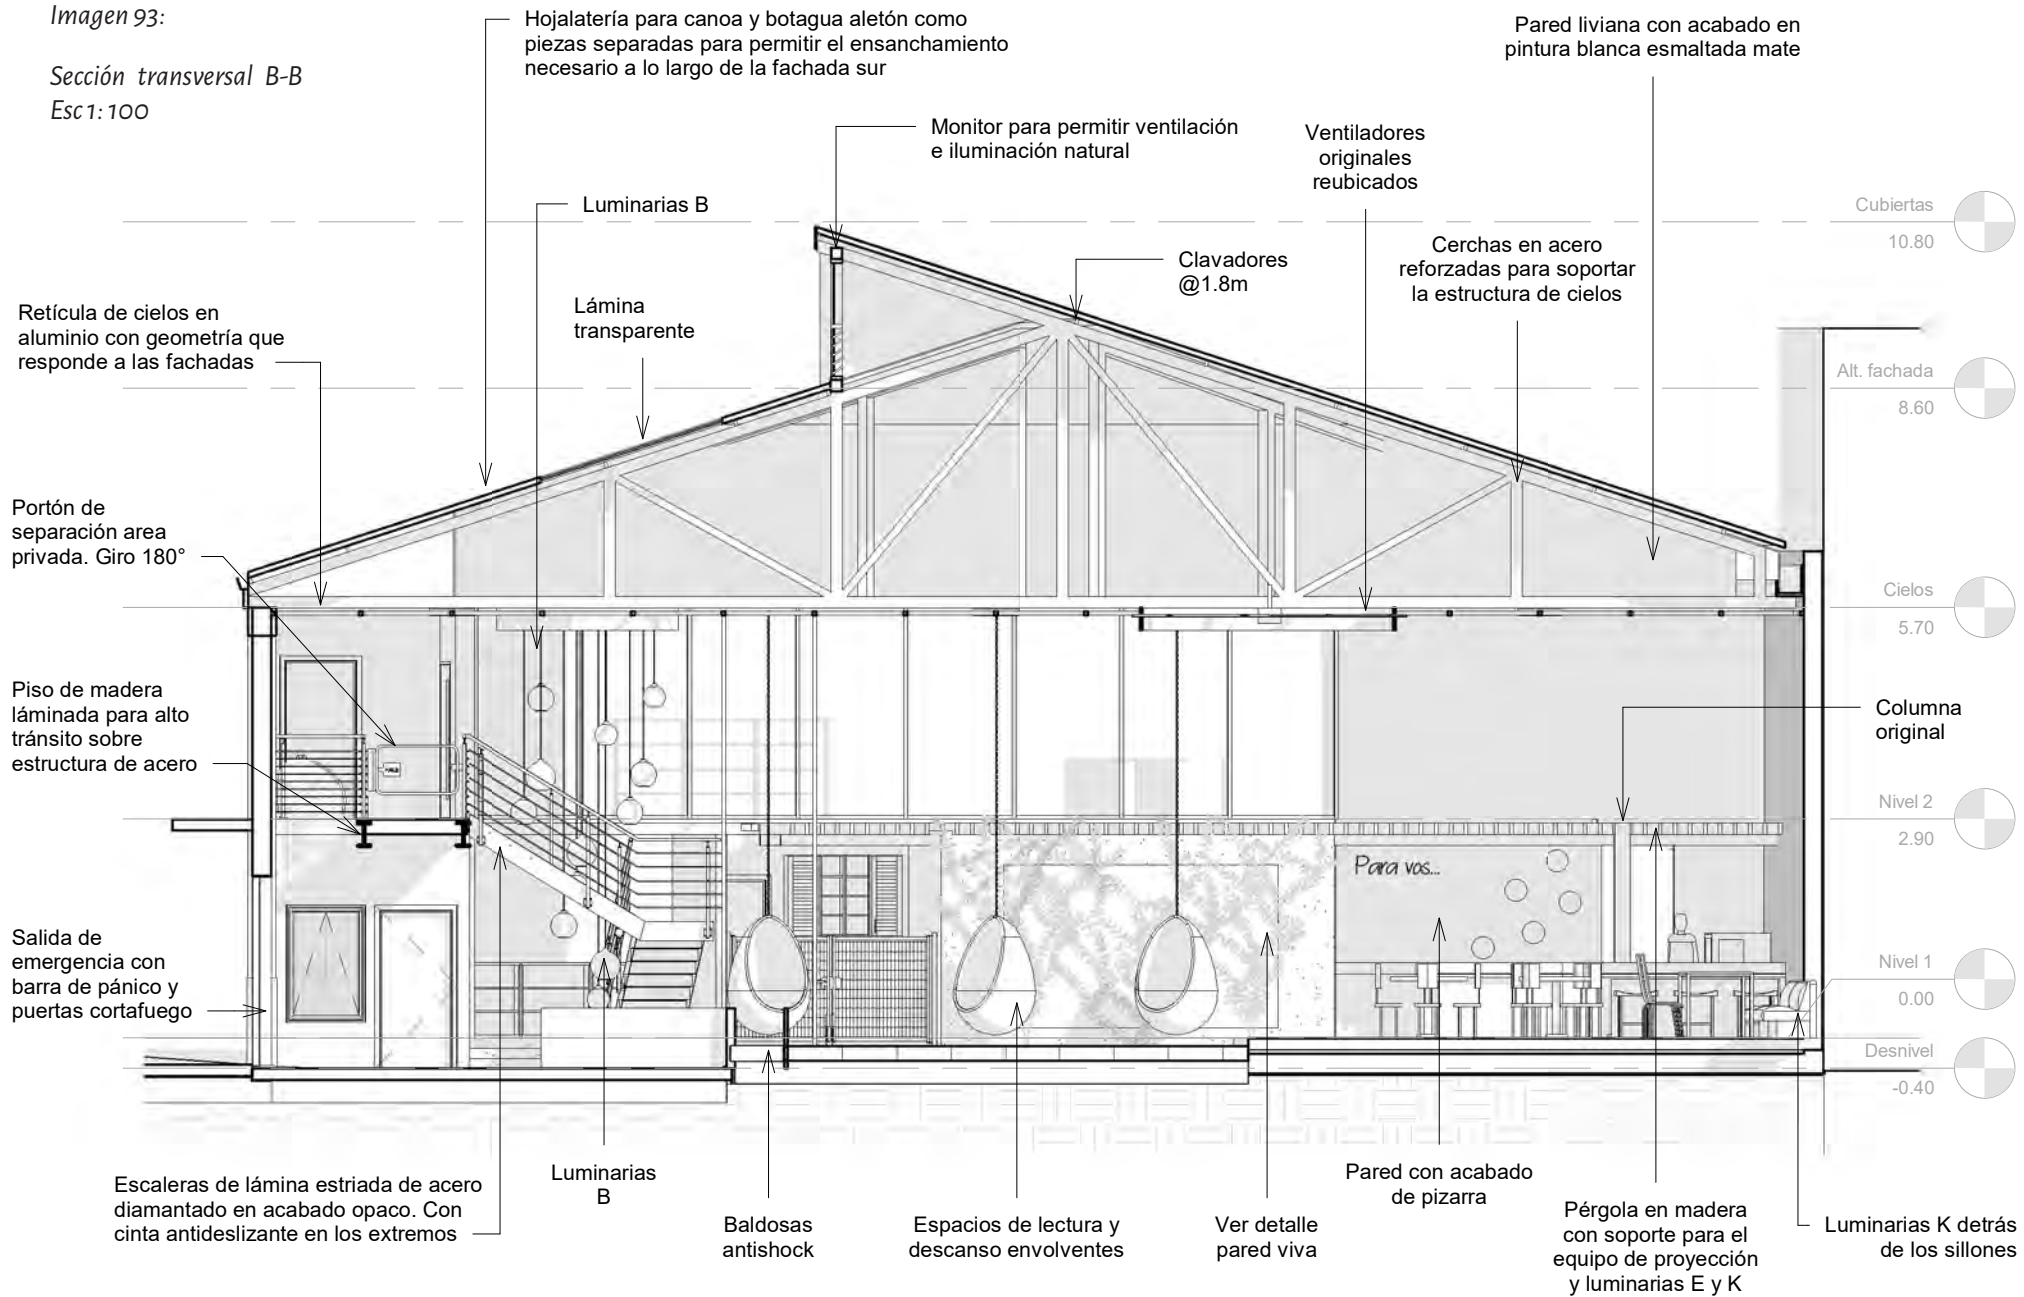 Imagen 93:
Sección transversal B-B
Esc 1: 100
Hojalatería para canoa y botagua aletón como
piezas separadas para permitir el ensanchamiento
necesario a lo largo de la fachada sur
Pared liviana con acabado en
pintura blanca esmaltada mate
Monitor para permitir ventilación
e iluminación natural
Ventiladores
originales
reubicados
Luminarias B
Cubiertas
10.80
Clavadores
@1.8m
Cerchas en acero
reforzadas para soportar
la estructura de cielos
Retícula de cielos en
aluminio con geometría que
responde a las fachadas
Lámina
transparente
Alt. fachada
8.60
Portón de
separación area
privada. Giro 180°
Cielos
5.70
Piso de madera
láminada para alto
tránsito sobre
estructura de acero
Columna
original
Nivel 2
2.90
Para vos...
Salida de
emergencia con
barra de pánico y
puertas cortafuego
Nivel 1
0.00
Desnivel
-0.40
Escaleras de lámina estriada de acero
diamantado en acabado opaco. Con
cinta antideslizante en los extremos
Luminarias
B
Baldosas
antishock
Espacios de lectura y
descanso envolventes
Ver detalle
pared viva
Pared con acabado
de pizarra
Pérgola en madera
con soporte para el
equipo de proyección
y luminarias E y K
Luminarias K detrás
de los sillones